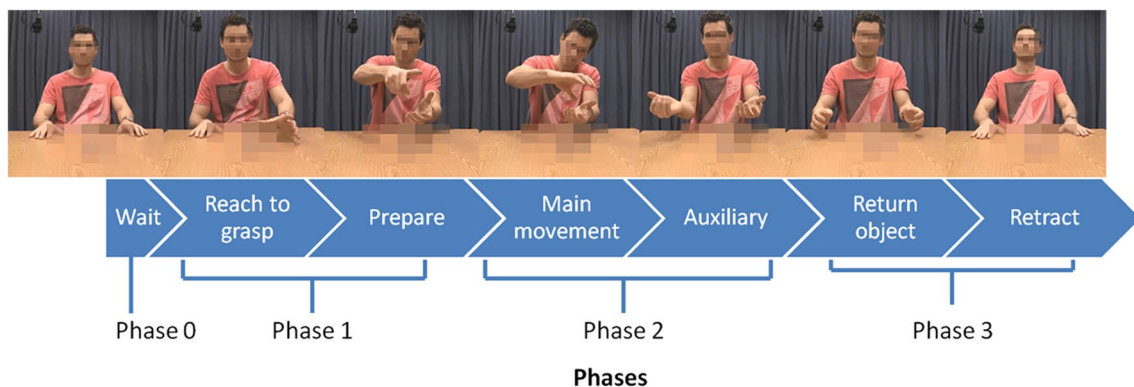 Wait
Reach to
grasp
Prepare
Main
movement
Auxiliary
Return
object
Retract
Phase 0
Phase 1
Phase 2
Phase 3
Phases